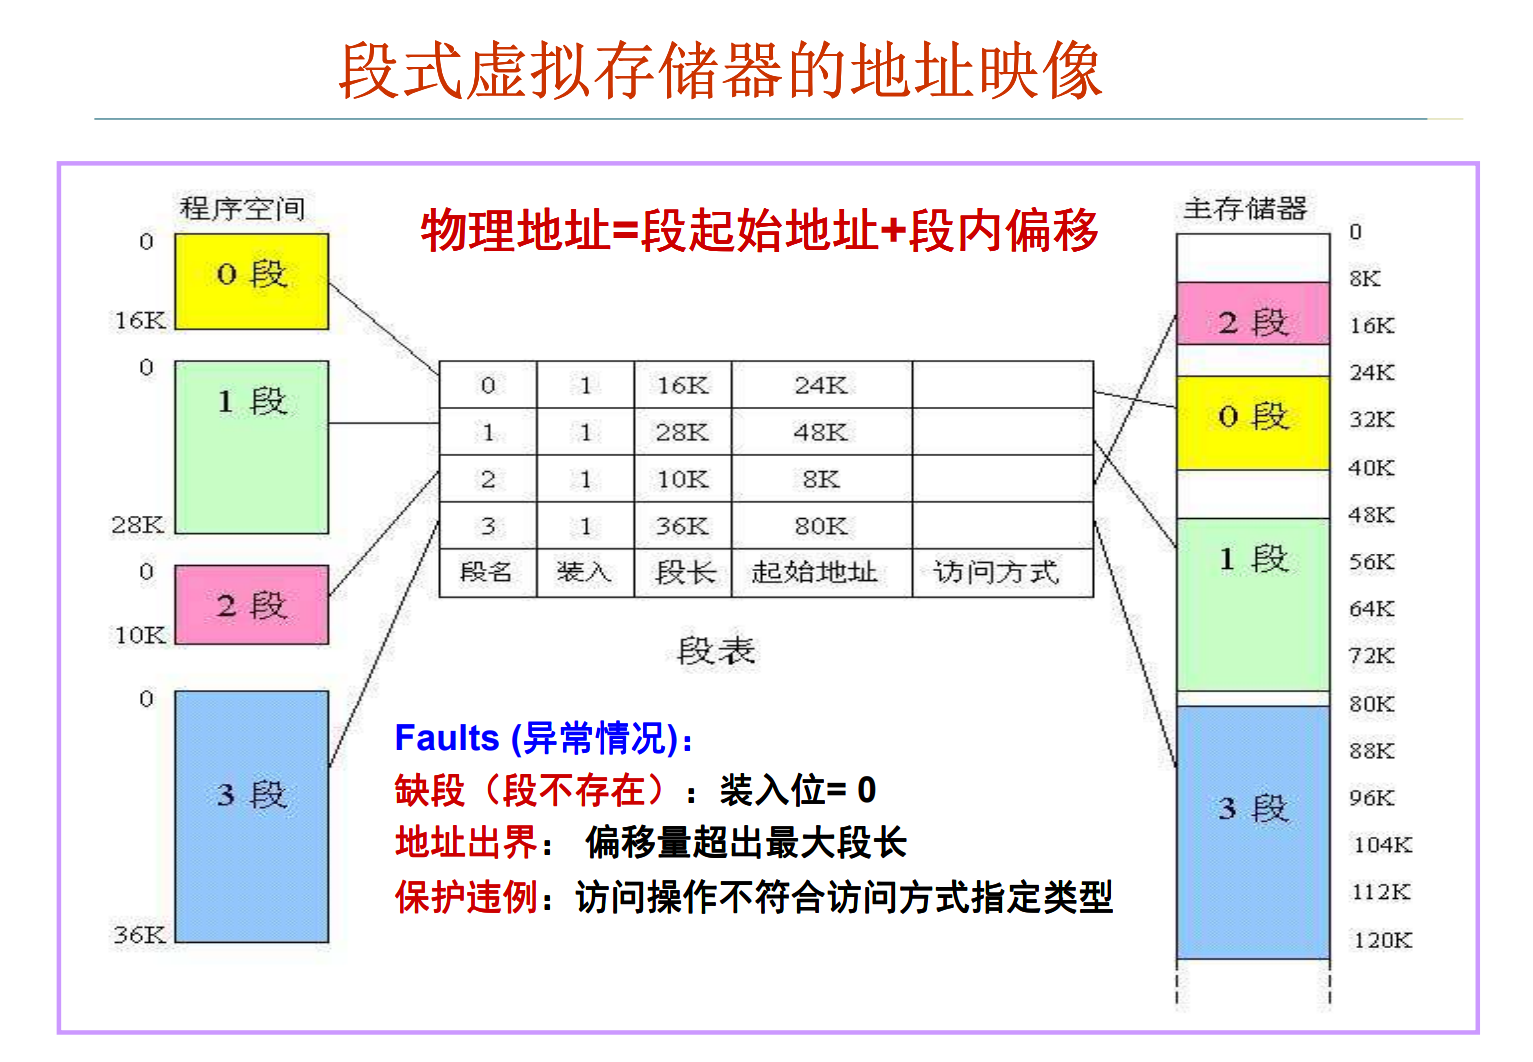 段式虚拟存储器的地址映像
程序空间
物理地址=段起始地址+段内偏移
主存储器
0
0 段
16K
0
1 段
28K
0
2 段
10K
0
3 段
36K
0 1 16K 24K
1 1 28K 48K
2 1 10K 8K
3 1 36K 80K
段名 装入 段长 起始地址 访问方式
段表
Faults (异常情况)：
缺段（段不存在）：装入位= 0
地址出界： 偏移量超出最大段长
保护违例：访问操作不符合访问方式指定类型
0
8K
2 段
16K
24K
0 段
32K
40K
48K
1 段
56K
64K
72K
80K
88K
96K
3 段
104K
112K
120K